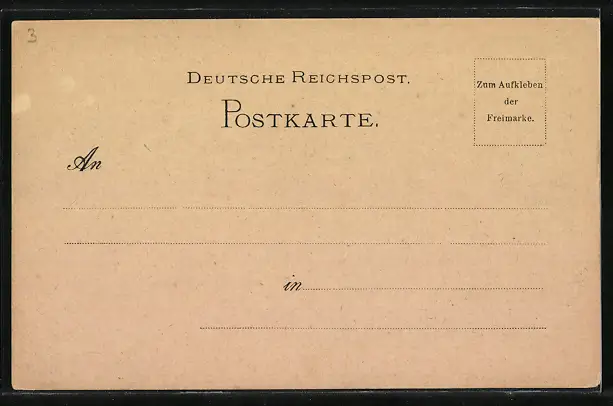 3
DEUTSCHE REICHSPOST.
POSTKARTE.
Zum Aufkleben
der
Freimarke.
An
in